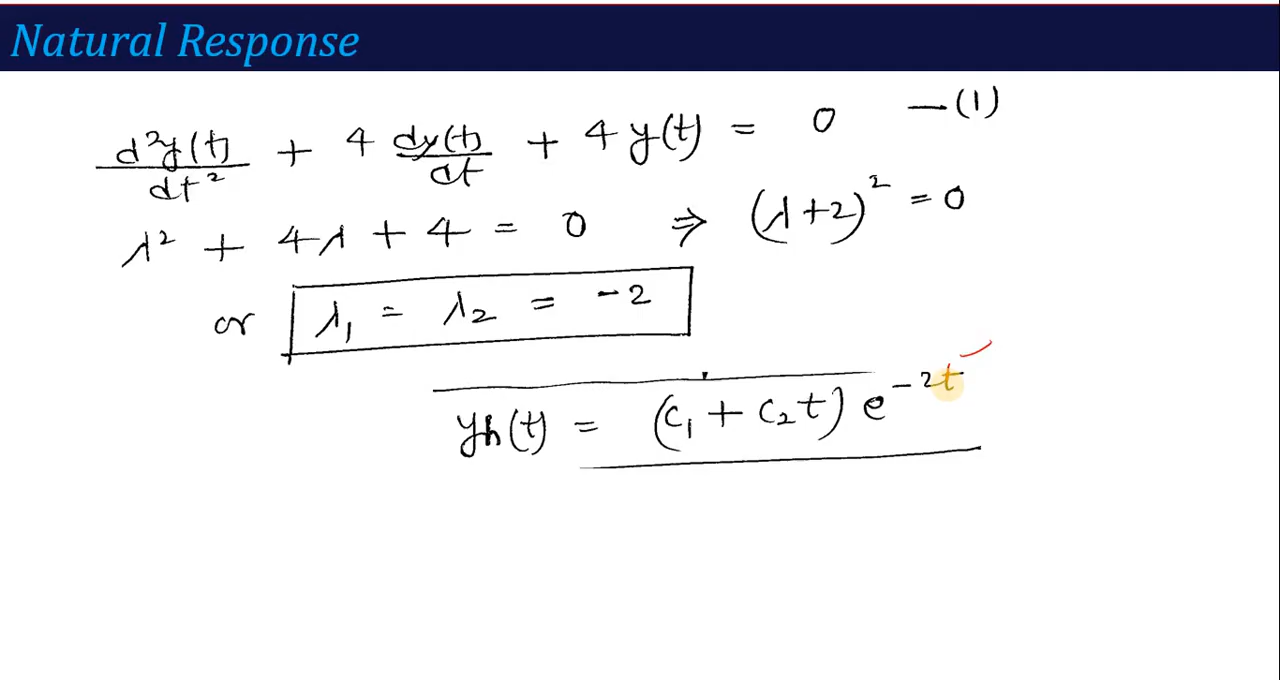 Natural Response
d²y(t)/dt² + 4 dy(t)/dt + 4 y(t) = 0 —(1)
λ² + 4λ + 4 = 0 ⇒ (λ+2)² = 0
or λ₁ = λ₂ = -2
yh(t) = (c₁ + c₂t) e^-2t